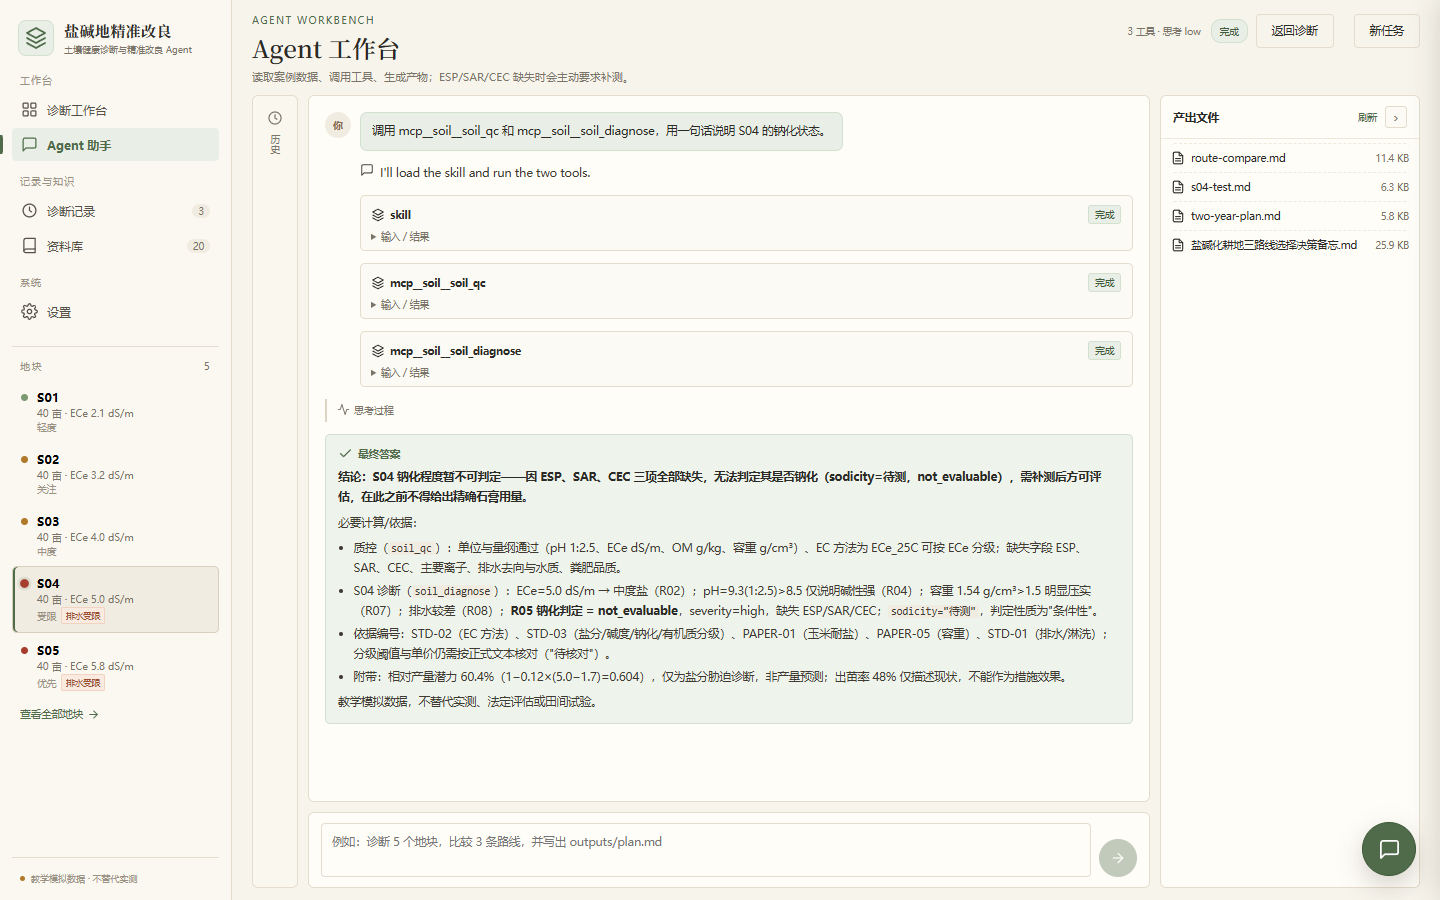 盐碱地精准改良
土壤健康诊断与精准改良 Agent
工作台
诊断工作台
Agent 助手
记录与知识
诊断记录 3
资料库 20
系统
设置
地块 5
S01
40 亩 · ECe 2.1 dS/m
轻度
S02
40 亩 · ECe 3.2 dS/m
关注
S03
40 亩 · ECe 4.0 dS/m
中度
S04
40 亩 · ECe 5.0 dS/m
受限 排水受限
S05
40 亩 · ECe 5.8 dS/m
优先 排水受限
查看全部地块 →
教学模拟数据 · 不替代实测
AGENT WORKBENCH
Agent 工作台
读取案例数据、调用工具、生成产物；ESP/SAR/CEC 缺失时会主动要求补测。
3 工具 · 思考 low 完成 返回诊断 新任务
历史
你
调用 mcp__soil__soil_qc 和 mcp__soil__soil_diagnose，用一句话说明 S04 的钠化状态。
I'll load the skill and run the two tools.
skill 完成
▸ 输入 / 结果
mcp__soil__soil_qc 完成
▸ 输入 / 结果
mcp__soil__soil_diagnose 完成
▸ 输入 / 结果
思考过程
最终答案
结论：S04 钠化程度暂不可判定——因 ESP、SAR、CEC 三项全部缺失，无法判定其是否钠化（sodicity=待测，not_evaluable），需补测后方可评
估，在此之前不得给出精确石膏用量。
必要计算/依据：
• 质控（soil_qc）：单位与量纲通过（pH 1:2.5、ECe dS/m、OM g/kg、容重 g/cm³）、EC 方法为 ECe_25C 可按 ECe 分级；缺失字段 ESP、
SAR、CEC、主要离子、排水去向与水质、粪肥品质。
• S04 诊断（soil_diagnose）：ECe=5.0 dS/m → 中度盐（R02）；pH=9.3(1:2.5)>8.5 仅说明碱性强（R04）；容重 1.54 g/cm³>1.5 明显压实
（R07）；排水较差（R08）；R05 钠化判定 = not_evaluable，severity=high，缺失 ESP/SAR/CEC；sodicity="待测"，判定性质为"条件性"。
• 依据编号：STD-02（EC 方法）、STD-03（盐分/碱度/钠化/有机质分级）、PAPER-01（玉米耐盐）、PAPER-05（容重）、STD-01（排水/淋洗）；
分级阈值与单价仍需按正式文本核对（"待核对"）。
• 附带：相对产量潜力 60.4%（1−0.12×(5.0−1.7)=0.604），仅为盐分胁迫诊断，非产量预测；出苗率 48% 仅描述现状，不能作为措施效果。
教学模拟数据，不替代实测、法定评估或田间试验。
例如：诊断 5 个地块，比较 3 条路线，并写出 outputs/plan.md
产出文件 刷新 ›
route-compare.md 11.4 KB
s04-test.md 6.3 KB
two-year-plan.md 5.8 KB
盐碱化耕地三路线选择决策备忘.md 25.9 KB